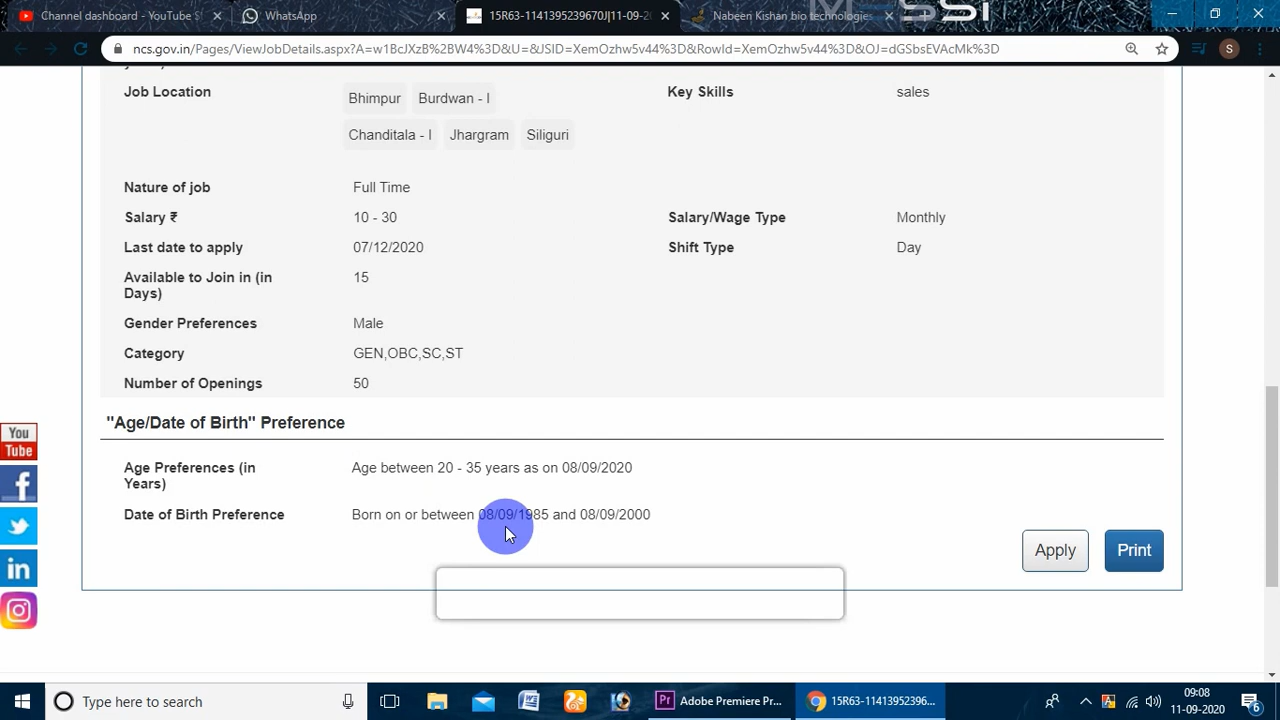 Channel dashboard - YouTube S
WhatsApp
15R63-1141395239670J|11-09-2
Nabeen Kishan bio technologies
ncs.gov.in/Pages/ViewJobDetails.aspx?A=w1BcJXzB%2BW4%3D&U=&JSID=XemOzhw5v44%3D&RowId=XemOzhw5v44%3D&OJ=dGSbsEVAcMk%3D
S
Job Location
Bhimpur
Burdwan - I
Key Skills
sales
Chanditala - I
Jhargram
Siliguri
Nature of job
Full Time
Salary ₹
10 - 30
Salary/Wage Type
Monthly
Last date to apply
07/12/2020
Shift Type
Day
Available to Join in (in
Days)
15
Gender Preferences
Male
Category
GEN,OBC,SC,ST
Number of Openings
50
"Age/Date of Birth" Preference
Age Preferences (in
Years)
Age between 20 - 35 years as on 08/09/2020
Date of Birth Preference
Born on or between 08/09/1985 and 08/09/2000
Apply
Print
You
Tube
Type here to search
Adobe Premiere Pr...
15R63-11413952396...
09:08
11-09-2020
6